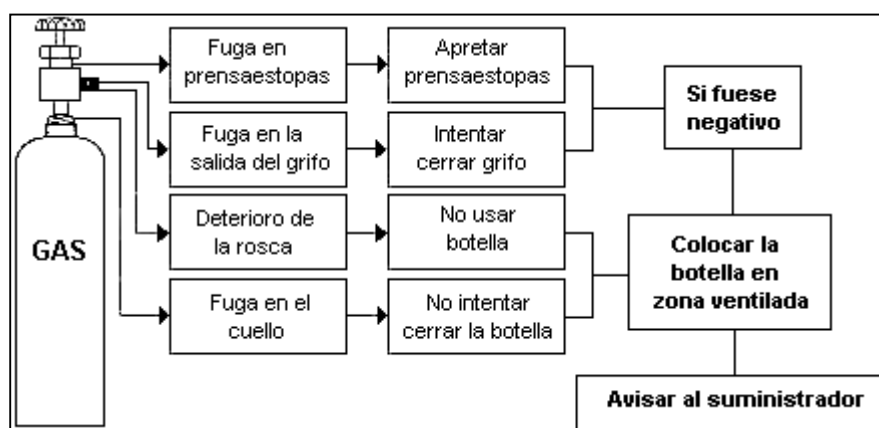 GAS
Fuga en
prensaestopas
Apretar
prensaestopas
Fuga en la
salida del grifo
Intentar
cerrar grifo
Deterioro de
la rosca
No usar
botella
Fuga en el
cuello
No intentar
cerrar la botella
Si fuese
negativo
Colocar la
botella en
zona ventilada
Avisar al suministrador